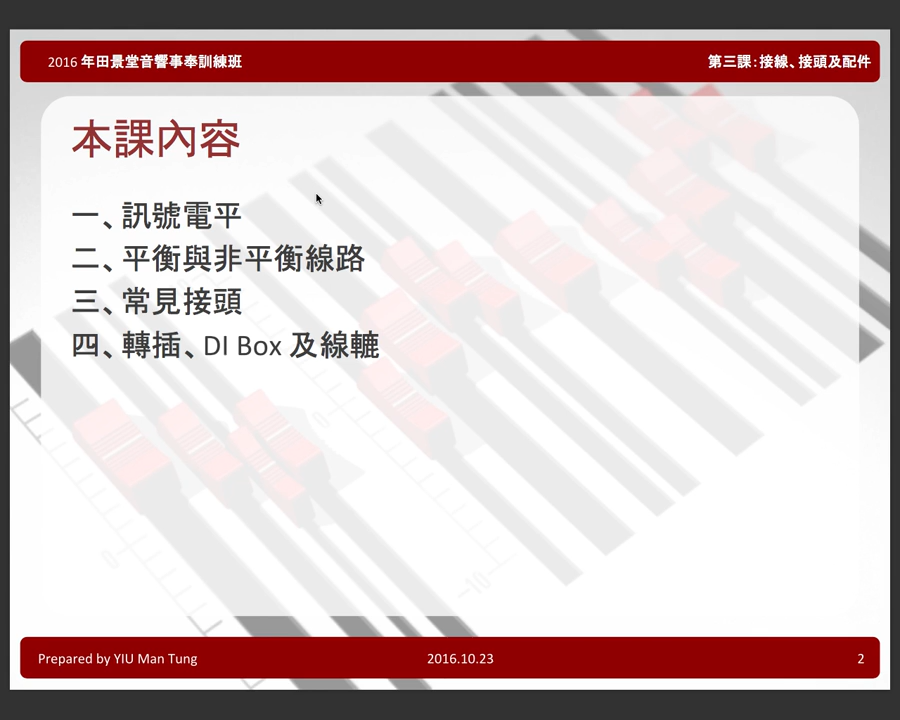 2016 年田景堂音響事奉訓練班
第三課：接線、接頭及配件
本課內容
一、訊號電平
二、平衡與非平衡線路
三、常見接頭
四、轉插、DI Box 及線轆
Prepared by YIU Man Tung
2016.10.23
2